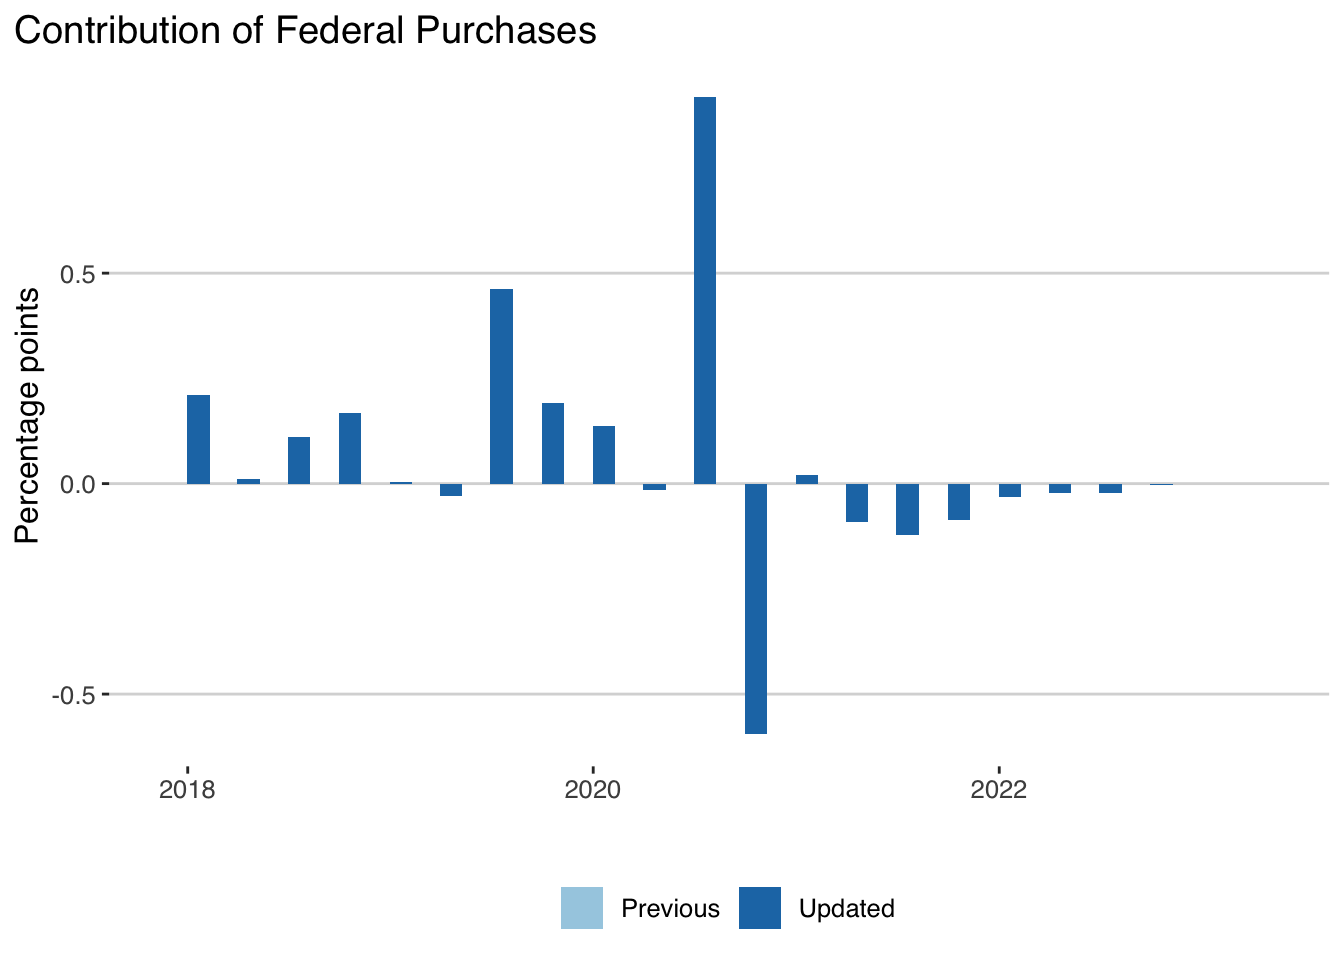 Contribution of Federal Purchases
Percentage points
0.5
0.0
-0.5
2018 2020 2022
Previous Updated